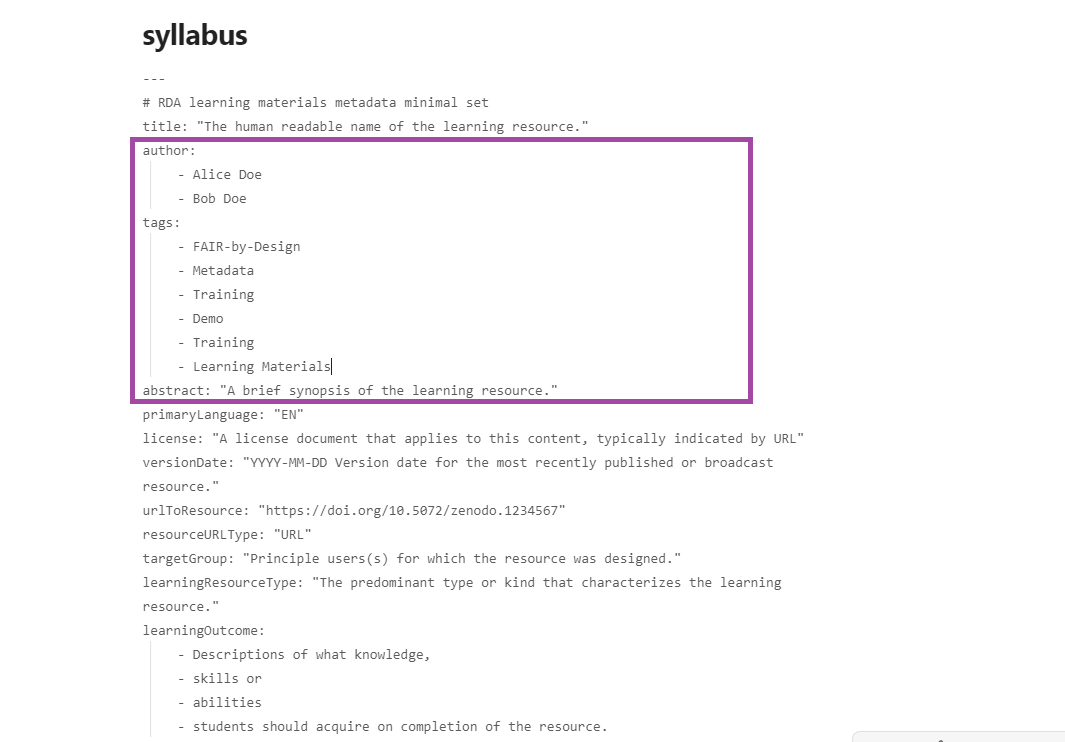 syllabus
---
# RDA learning materials metadata minimal set
title: "The human readable name of the learning resource."
author:
- Alice Doe
- Bob Doe
tags:
- FAIR-by-Design
- Metadata
- Training
- Demo
- Training
- Learning Materials
abstract: "A brief synopsis of the learning resource."
primaryLanguage: "EN"
license: "A license document that applies to this content, typically indicated by URL"
versionDate: "YYYY-MM-DD Version date for the most recently published or broadcast
resource."
urlToResource: "https://doi.org/10.5072/zenodo.1234567"
resourceURLType: "URL"
targetGroup: "Principle users(s) for which the resource was designed."
learningResourceType: "The predominant type or kind that characterizes the learning
resource."
learningOutcome:
- Descriptions of what knowledge,
- skills or
- abilities
- students should acquire on completion of the resource.